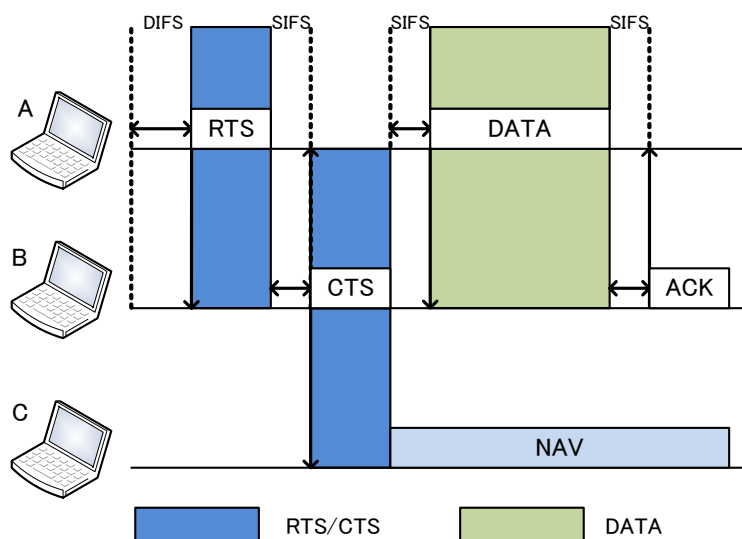 DIFS SIFS SIFS SIFS
A
RTS DATA
B
CTS ACK
C
NAV
RTS/CTS DATA